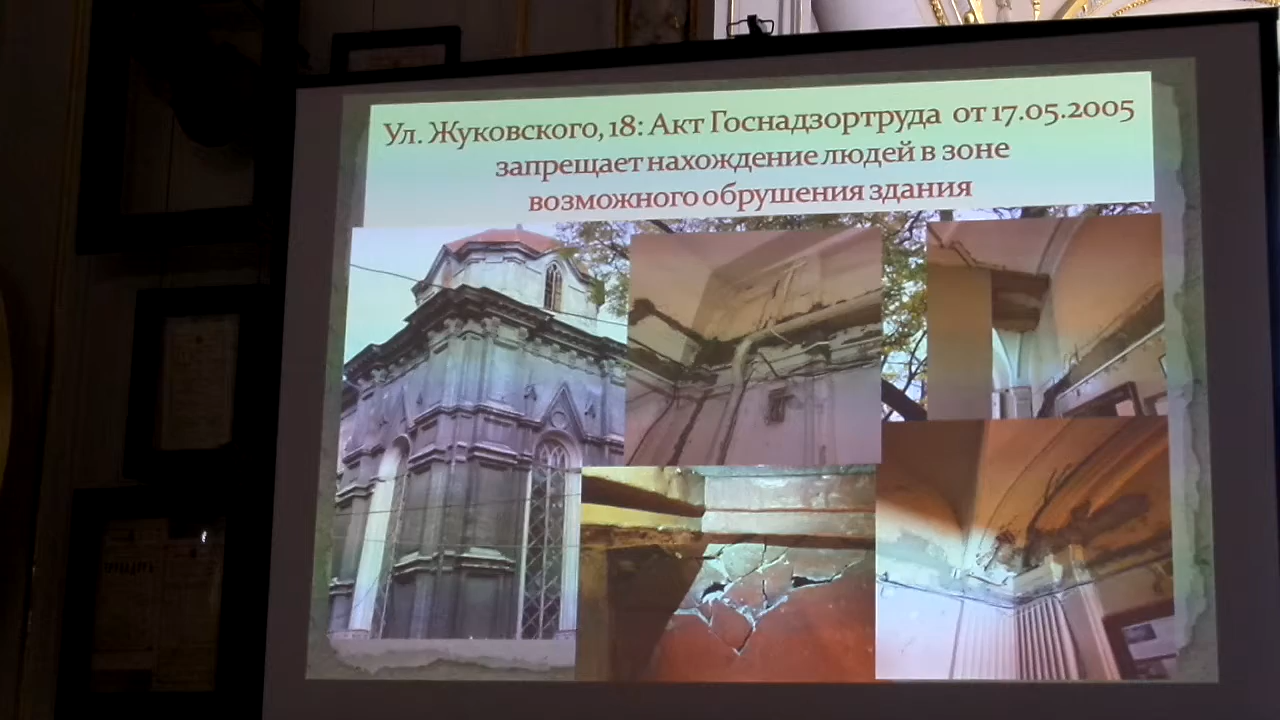 Ул. Жуковского, 18: Акт Госнадзортруда от 17.05.2005
запрещает нахождение людей в зоне
возможного обрушения здания